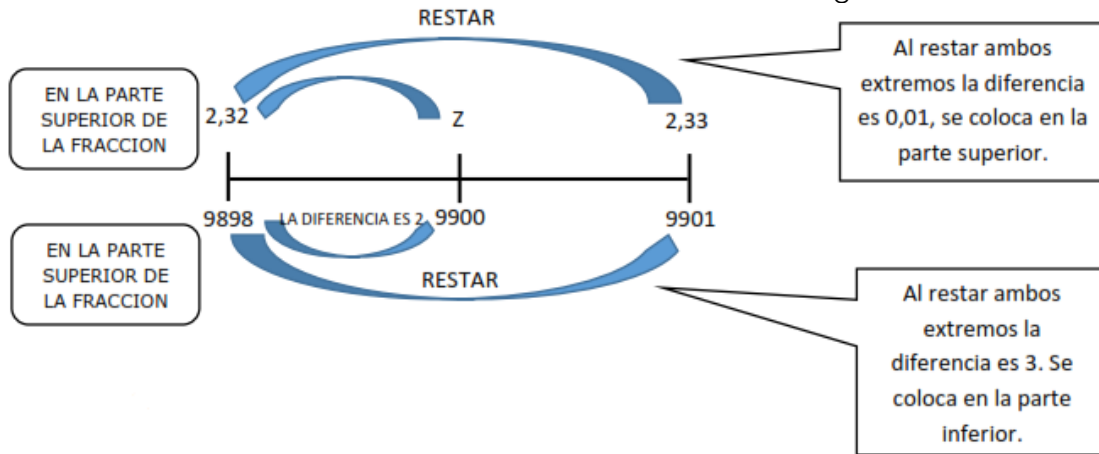 RESTAR
EN LA PARTE
SUPERIOR DE
LA FRACCION
2,32
Z
2,33
Al restar ambos
extremos la diferencia
es 0,01, se coloca en la
parte superior.
9898
LA DIFERENCIA ES 2
9900
9901
EN LA PARTE
SUPERIOR DE
LA FRACCION
RESTAR
Al restar ambos
extremos la
diferencia es 3. Se
coloca en la parte
inferior.